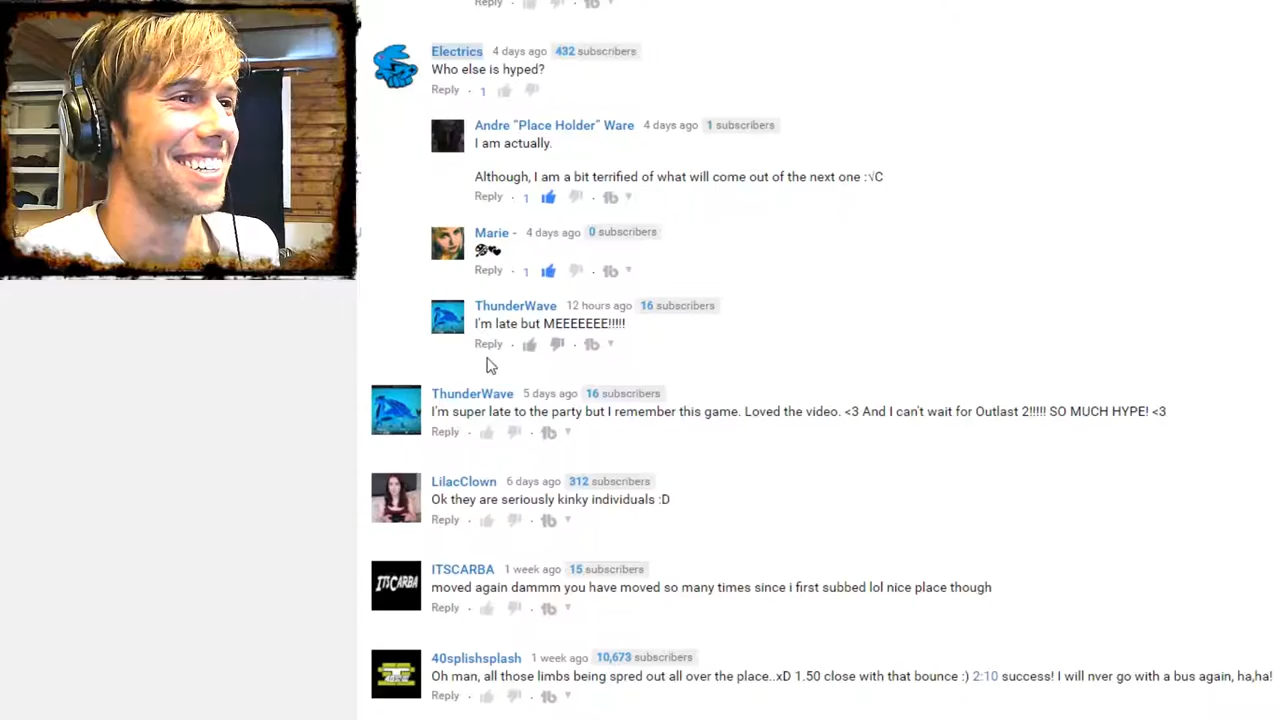 Reply
Electrics 4 days ago 432 subscribers
Who else is hyped?
Reply · 1
Andre "Place Holder" Ware 4 days ago 1 subscribers
I am actually.
Although, I am a bit terrified of what will come out of the next one :√C
Reply · 1
Marie - 4 days ago 0 subscribers
Reply · 1
ThunderWave 12 hours ago 16 subscribers
I'm late but MEEEEEEE!!!!!
Reply ·
ThunderWave 5 days ago 16 subscribers
I'm super late to the party but I remember this game. Loved the video. <3 And I can't wait for Outlast 2!!!!! SO MUCH HYPE! <3
Reply ·
LilacClown 6 days ago 312 subscribers
Ok they are seriously kinky individuals :D
Reply ·
ITSCARBA
ITSCARBA 1 week ago 15 subscribers
moved again dammm you have moved so many times since i first subbed lol nice place though
Reply ·
40splishsplash 1 week ago 10,673 subscribers
Oh man, all those limbs being spred out all over the place..xD 1.50 close with that bounce :) 2:10 success! I will nver go with a bus again, ha,ha!
Reply ·